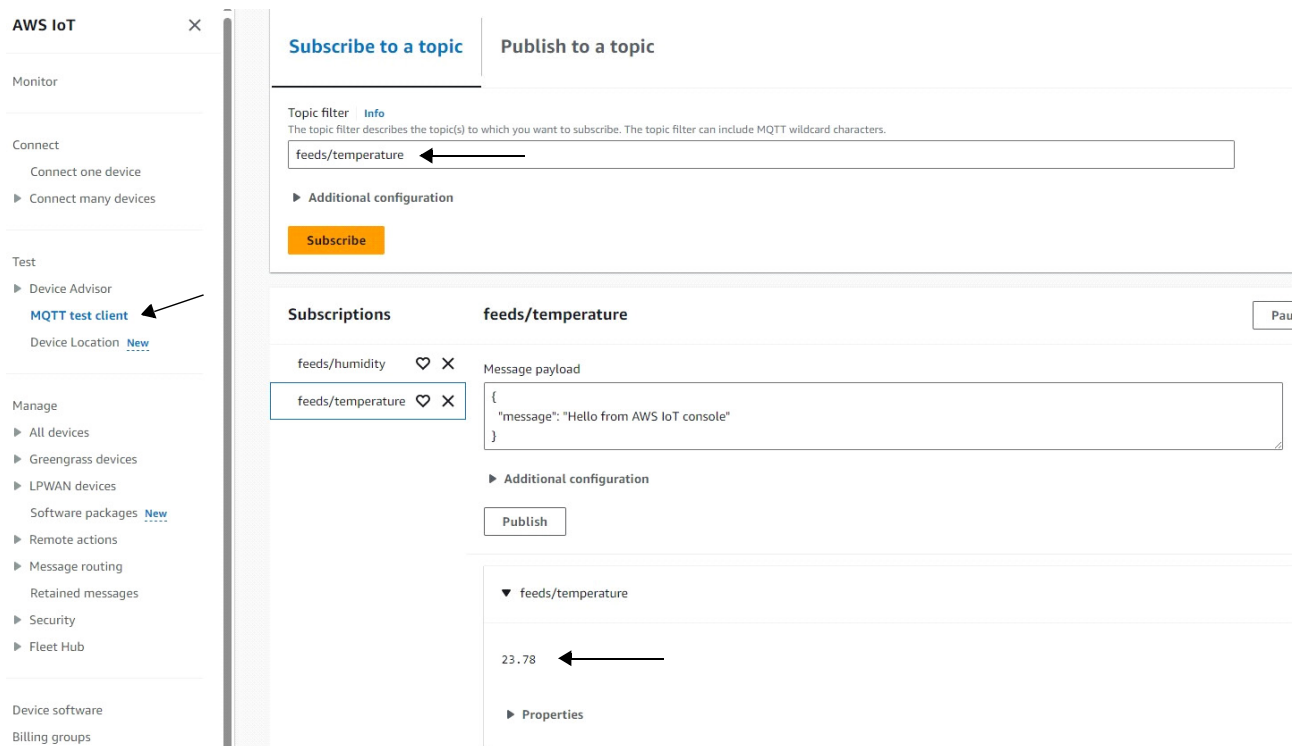 AWS IoT
Monitor
Connect
Connect one device
Connect many devices
Test
Device Advisor
MQTT test client
Device Location New
Manage
All devices
Greengrass devices
LPWAN devices
Software packages New
Remote actions
Message routing
Retained messages
Security
Fleet Hub
Device software
Billing groups
Subscribe to a topic
Publish to a topic
Topic filter Info
The topic filter describes the topic(s) to which you want to subscribe. The topic filter can include MQTT wildcard characters.
feeds/temperature
Additional configuration
Subscribe
Subscriptions
feeds/humidity
feeds/temperature
feeds/temperature
Pau
Message payload
{
"message": "Hello from AWS IoT console"
}
Additional configuration
Publish
feeds/temperature
23.78
Properties